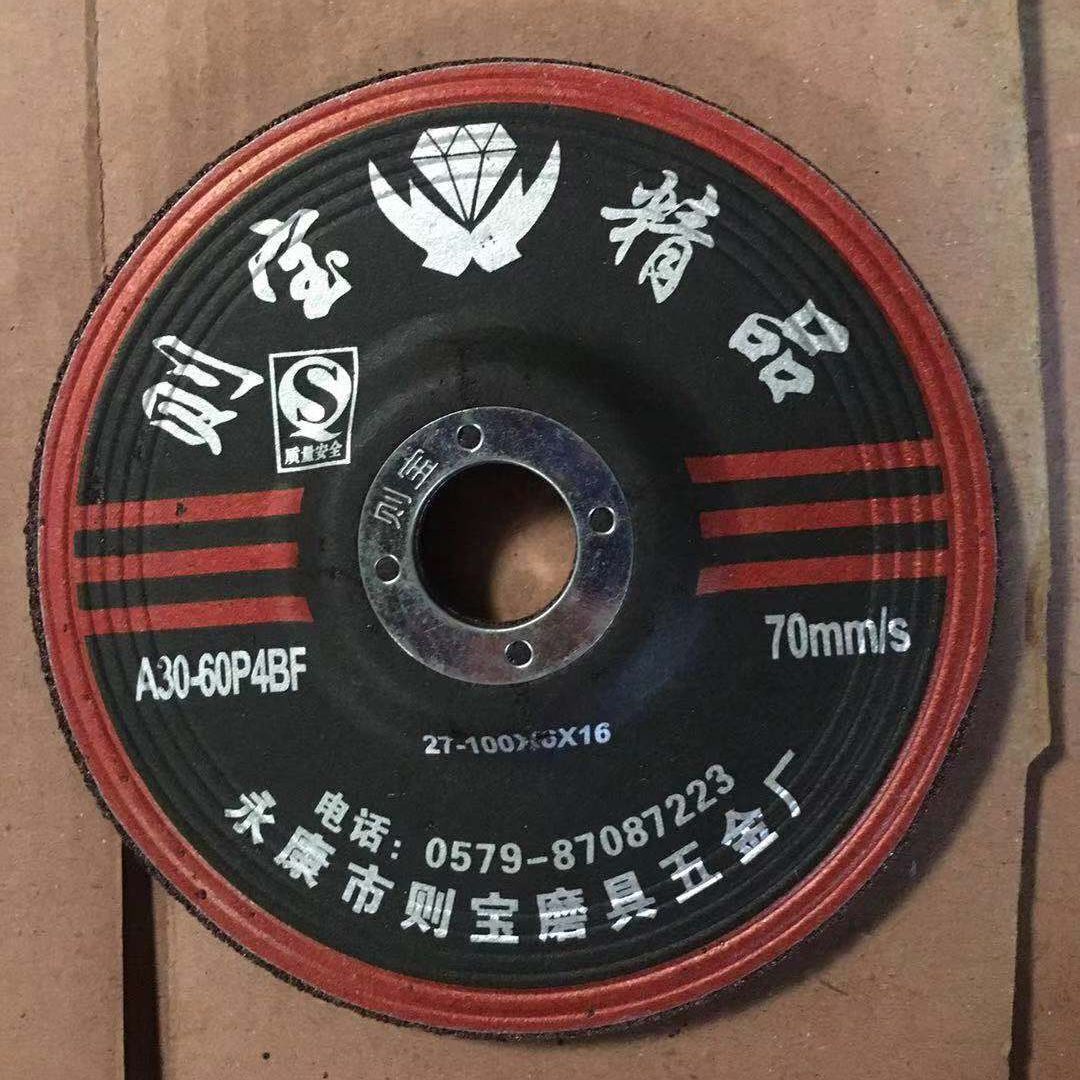 则宝精品
S
质量安全
则宝
A30-60P4BF
70mm/s
27-100X6X16
电话：0579-87087223
永康市则宝磨具五金厂